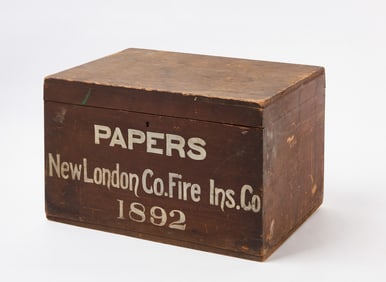 PAPERS
New London Co. Fire Ins. Co
1892